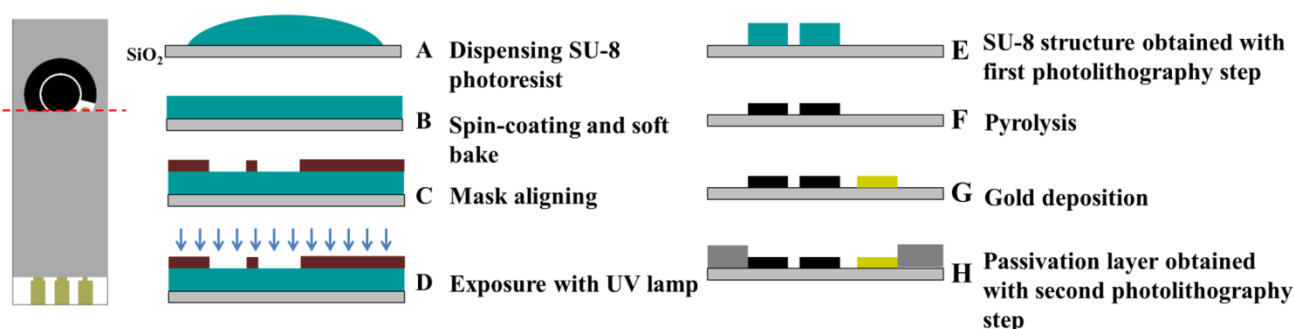 SiO2
A Dispensing SU-8
photoresist
B Spin-coating and soft
bake
C Mask aligning
D Exposure with UV lamp
E SU-8 structure obtained with
first photolithography step
F Pyrolysis
G Gold deposition
H Passivation layer obtained
with second photolithography
step